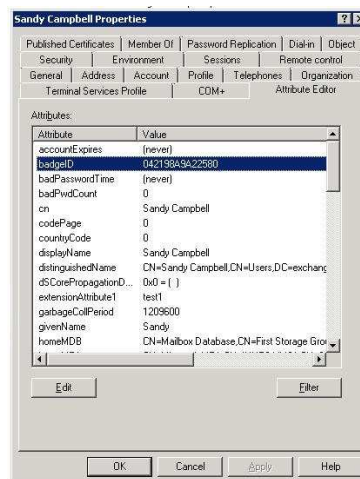 Sandy Campbell Properties
Published Certificates Member Of Password Replication Dial-in Object
Security Environment Sessions Remote control
General Address Account Profile Telephones Organization
Terminal Services Profile COM+ Attribute Editor
Attributes:
Attribute Value
accountExpires (never)
badgeID 042198A9A22580
badPasswordTime (never)
badPwdCount 0
cn Sandy Campbell
codePage 0
countryCode 0
displayName Sandy Campbell
distinguishedName CN=Sandy Campbell,CN=Users,DC=exchang
dSCorePropagationD... 0x0 = ( )
extensionAttribute1 test1
garbageCollPeriod 1209600
givenName Sandy
homeMDB CN=Mailbox Database,CN=First Storage Grou
Edit Filter
OK Cancel Apply Help